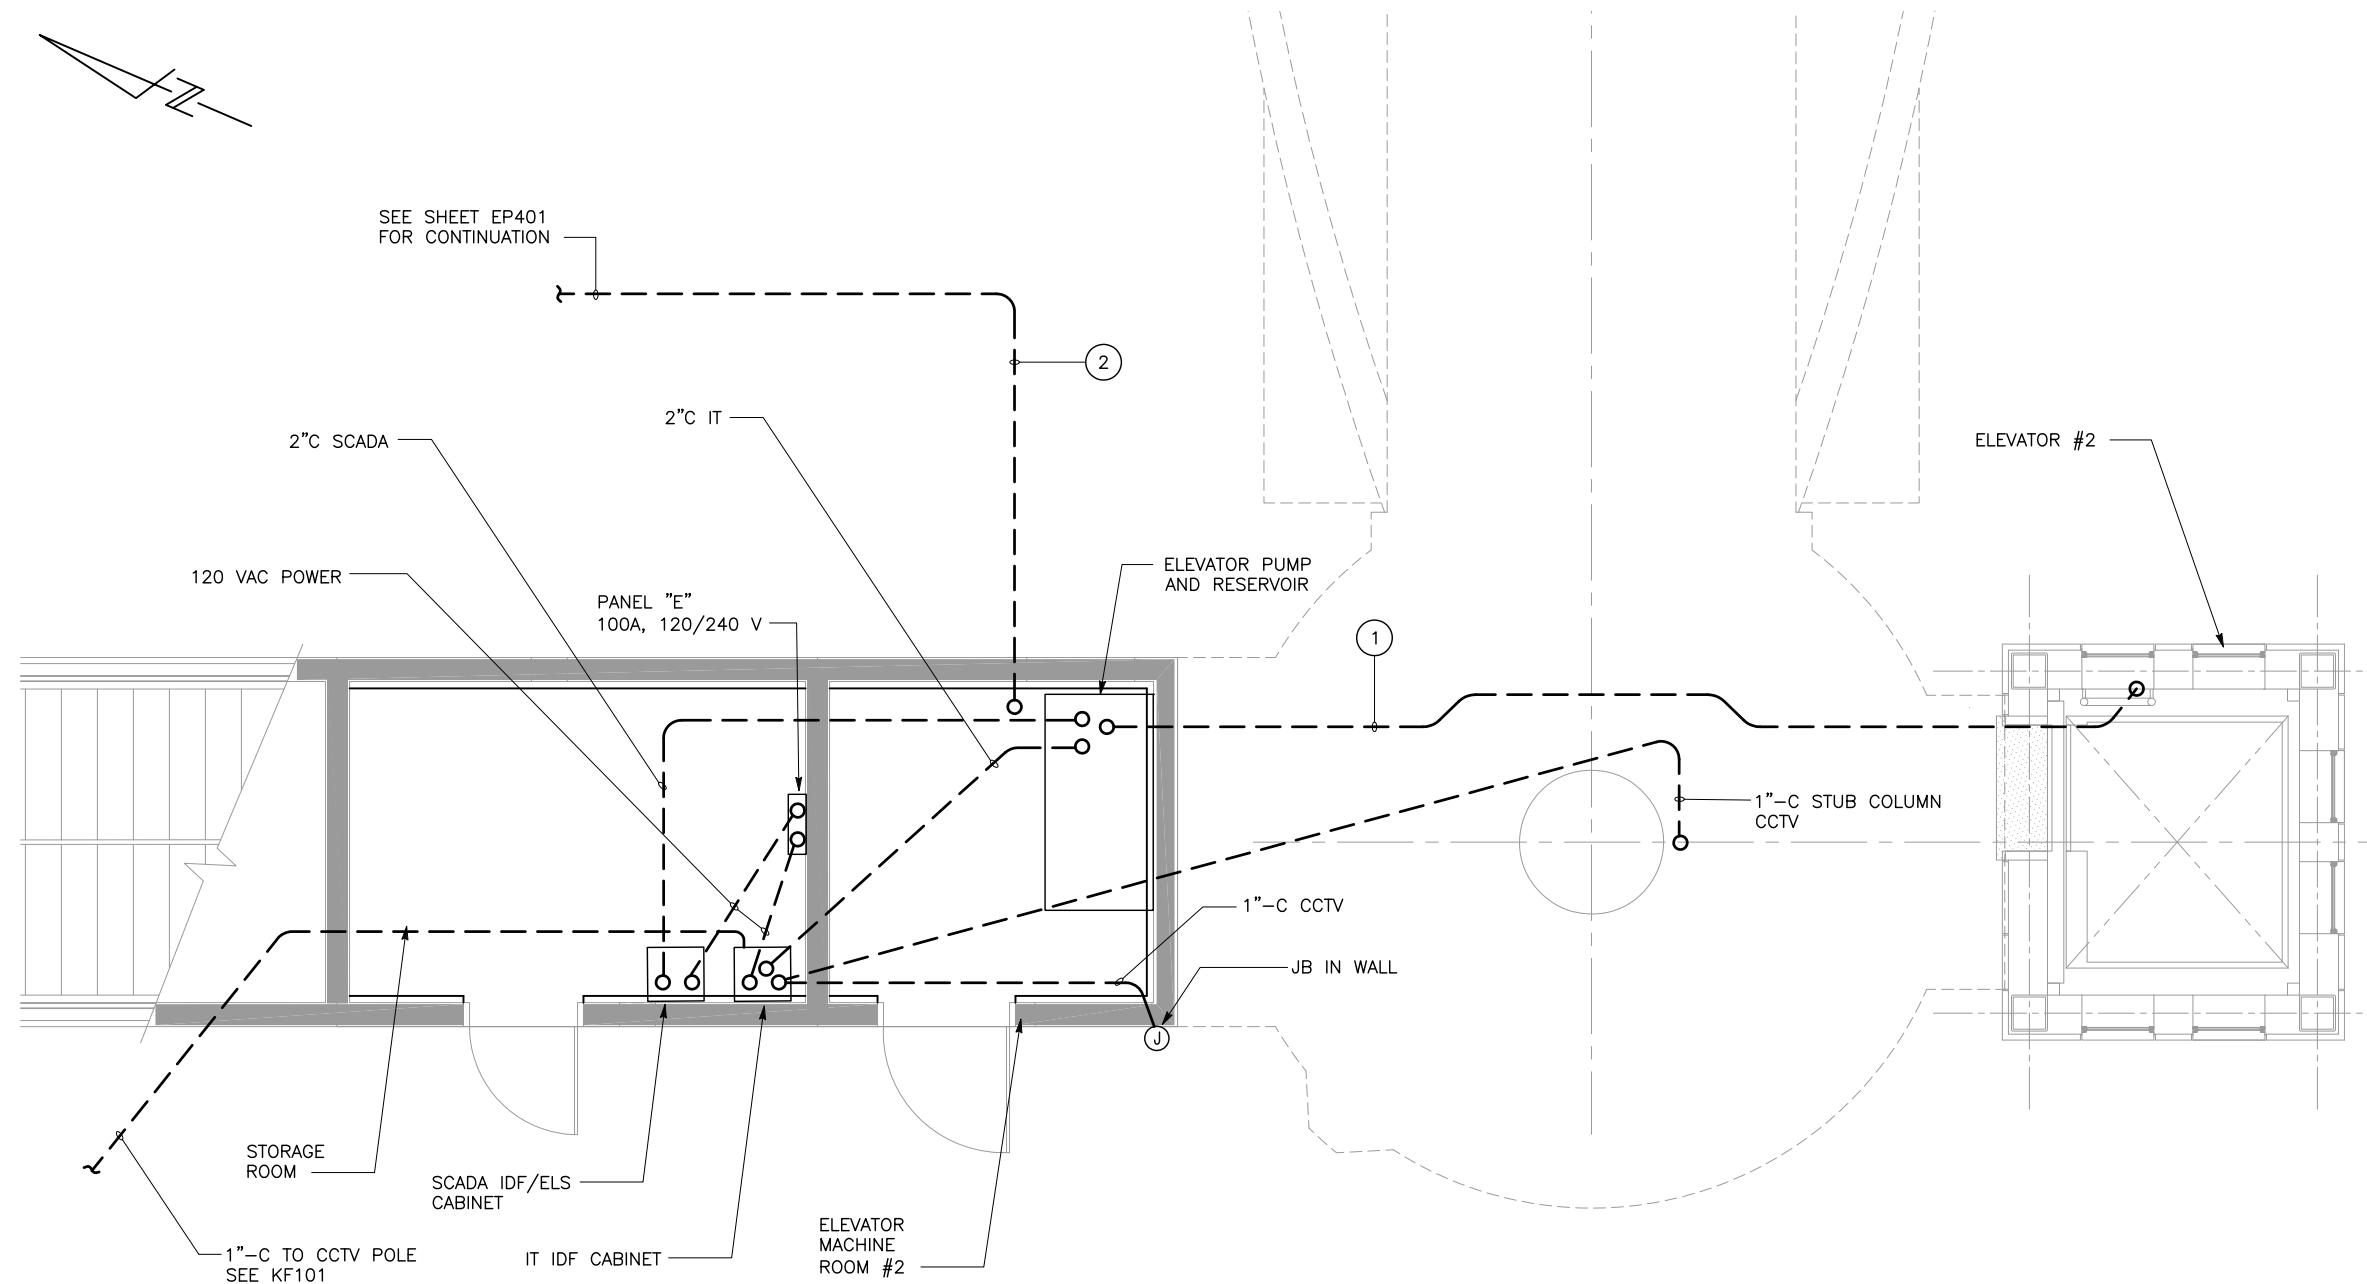 N
SEE SHEET EP401
FOR CONTINUATION
2
2"C IT
2"C SCADA
ELEVATOR #2
120 VAC POWER
PANEL "E"
100A, 120/240 V
ELEVATOR PUMP
AND RESERVOIR
1
1"-C STUB COLUMN
CCTV
1"-C CCTV
JB IN WALL
J
STORAGE
ROOM
SCADA IDF/ELS
CABINET
ELEVATOR
MACHINE
ROOM #2
IT IDF CABINET
1"-C TO CCTV POLE
SEE KF101